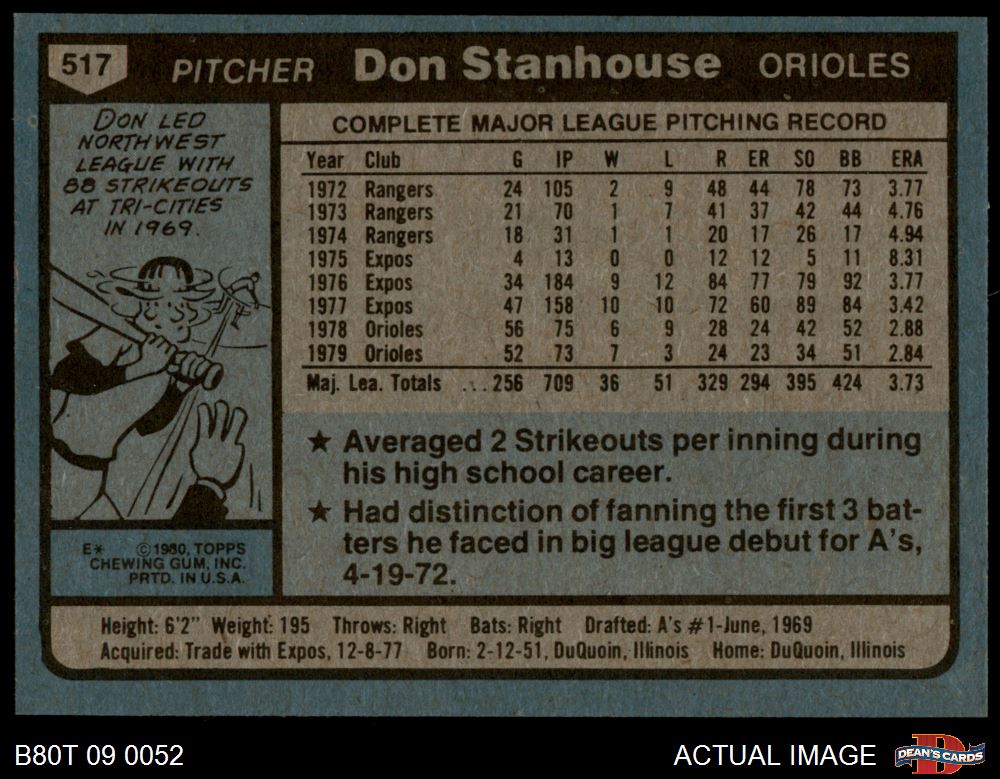 517 PITCHER Don Stanhouse ORIOLES
DON LED
NORTHWEST
LEAGUE WITH
88 STRIKEOUTS
AT TRI-CITIES
IN 1969.
E* ©1980, TOPPS
CHEWING GUM, INC.
PRTD. IN U.S.A.
COMPLETE MAJOR LEAGUE PITCHING RECORD
Year Club G IP W L R ER SO BB ERA
1972 Rangers 24 105 2 9 48 44 78 73 3.77
1973 Rangers 21 70 1 7 41 37 42 44 4.76
1974 Rangers 18 31 1 1 20 17 26 17 4.94
1975 Expos 4 13 0 0 12 12 5 11 8.31
1976 Expos 34 184 9 12 84 77 79 92 3.77
1977 Expos 47 158 10 10 72 60 89 84 3.42
1978 Orioles 56 75 6 9 28 24 42 52 2.88
1979 Orioles 52 73 7 3 24 23 34 51 2.84
Maj. Lea. Totals ...256 709 36 51 329 294 395 424 3.73
★ Averaged 2 Strikeouts per inning during
his high school career.
★ Had distinction of fanning the first 3 bat-
ters he faced in big league debut for A's,
4-19-72.
Height: 6'2" Weight: 195 Throws: Right Bats: Right Drafted: A's #1-June, 1969
Acquired: Trade with Expos, 12-8-77 Born: 2-12-51, DuQuoin, Illinois Home: DuQuoin, Illinois
B80T 09 0052 ACTUAL IMAGE DEAN'S CARDS